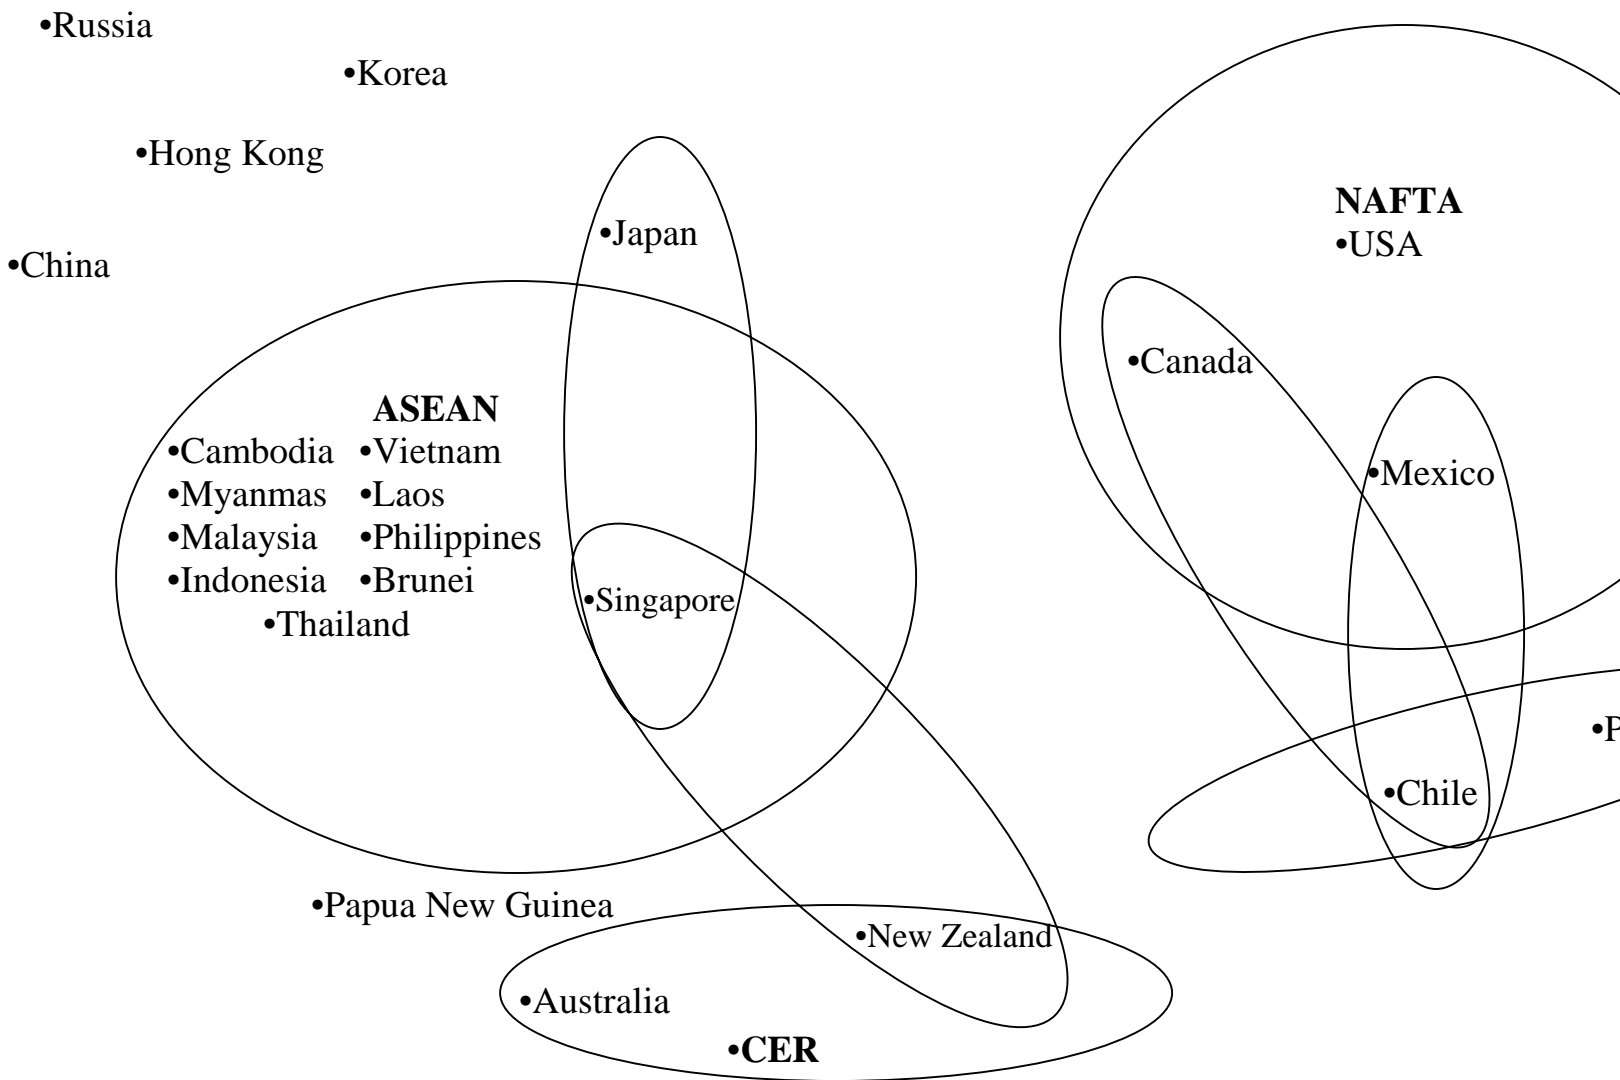 •Russia
•Korea
•Hong Kong
•Japan
•China
NAFTA
•USA
•Canada
ASEAN
•Cambodia •Vietnam
•Myanmas •Laos
•Malaysia •Philippines
•Indonesia •Brunei
•Thailand
•Mexico
•Singapore
•Chile
•Papua New Guinea
•New Zealand
•Australia
•CER